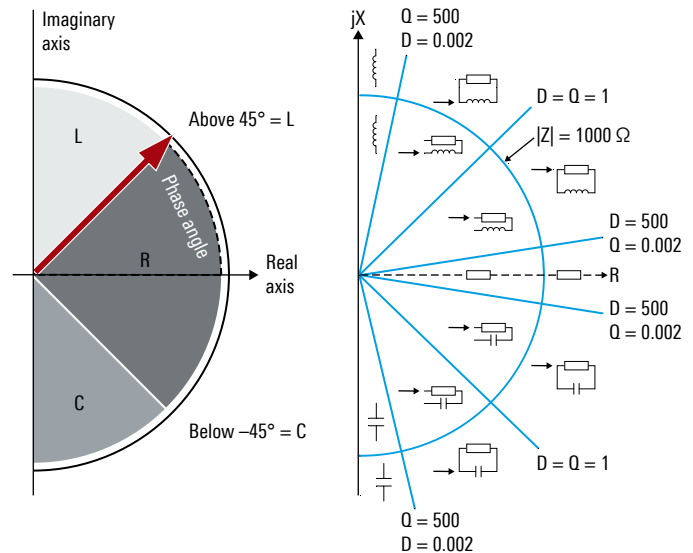 Imaginary
axis
L
Above 45° = L
Phase angle
R
Real
axis
C
Below –45° = C
jX
Q = 500
D = 0.002
D = Q = 1
|Z| = 1000 Ω
D = 500
Q = 0.002
R
D = 500
Q = 0.002
D = Q = 1
Q = 500
D = 0.002